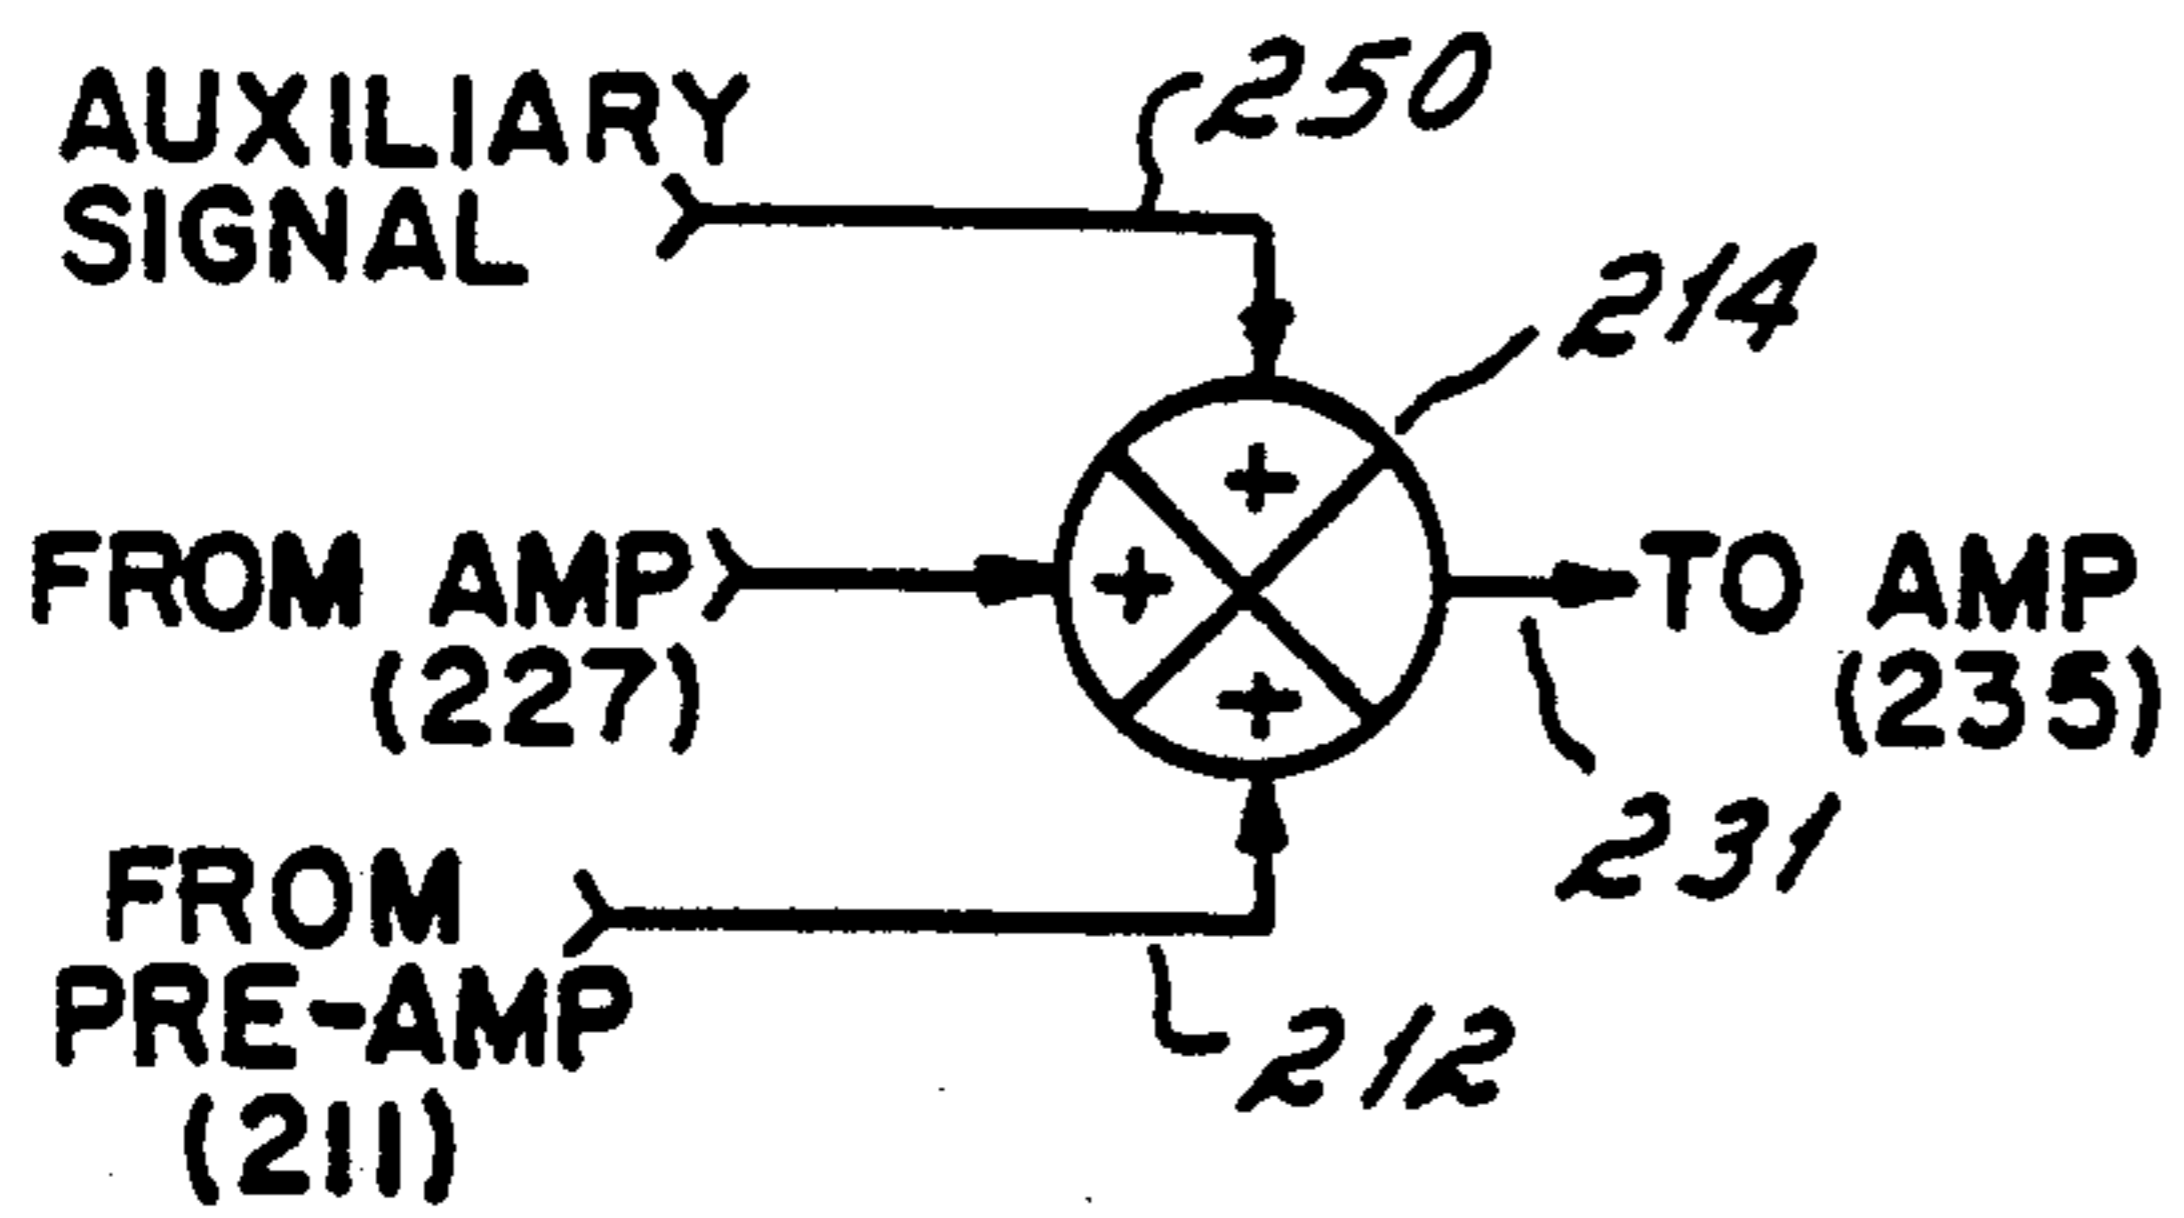 AUXILIARY
SIGNAL
250
214
+
FROM AMP
(227)
+
TO AMP
(235)
+
231
FROM
PRE-AMP
(211)
212